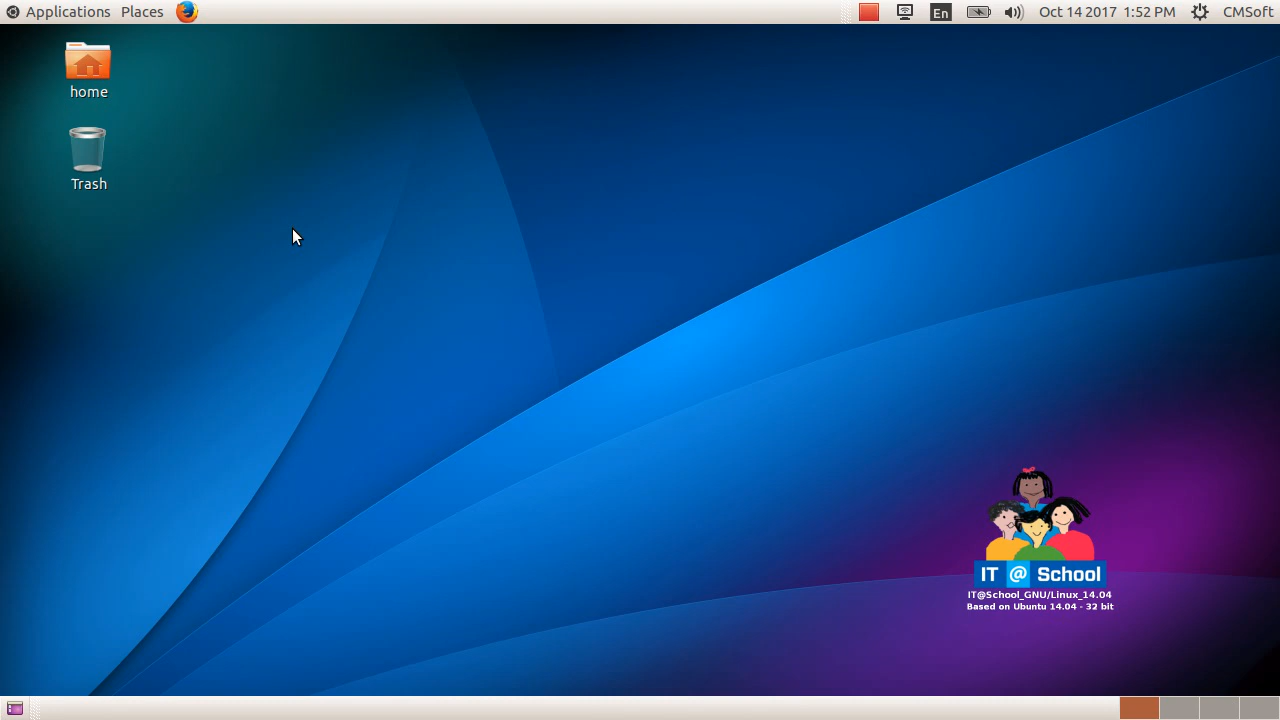 Applications Places En Oct 14 2017 1:52 PM CMSoft
home
Trash
IT @ School
IT@School_GNU/Linux_14.04
Based on Ubuntu 14.04 - 32 bit